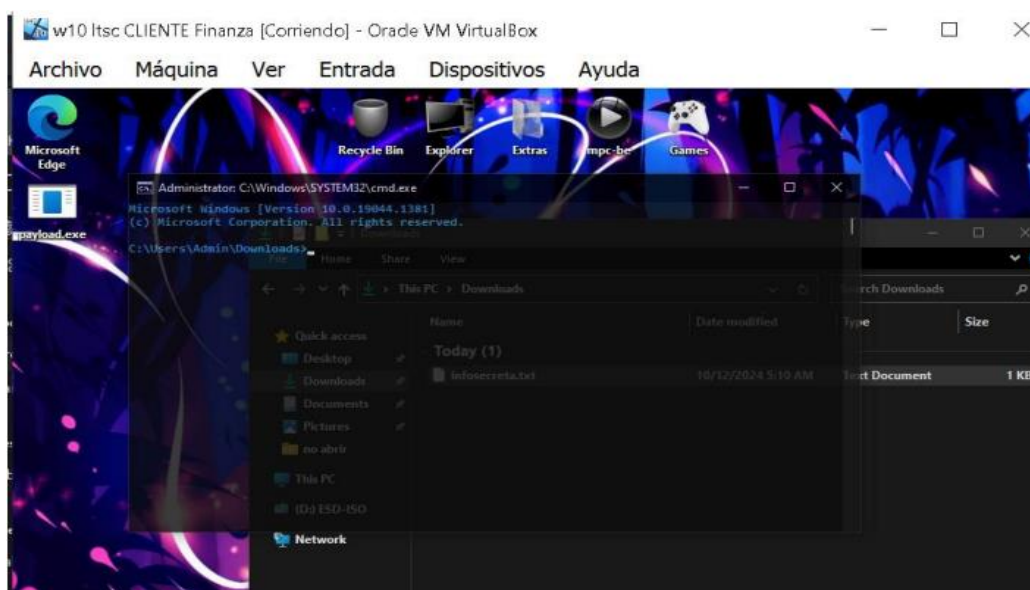 w10 ltsc CLIENTE Finanza [Corriendo] - Oracle VM VirtualBox
Archivo Máquina Ver Entrada Dispositivos Ayuda
Microsoft Edge
Recycle Bin
Explorer
Extras
mpc-be
Games
payload.exe
Administrator: C:\Windows\SYSTEM32\cmd.exe
Microsoft Windows [Version 10.0.19044.1381]
(c) Microsoft Corporation. All rights reserved.
C:\Users\Admin\Downloads>
Downloads
File Home Share View
This PC > Downloads
Search Downloads
Name Date modified Type Size
Quick access
Today (1)
Desktop
Downloads
infosecreta.txt 10/12/2024 5:10 AM Text Document 1 KB
Documents
Pictures
no abrir
This PC
(D:) ESD-ISO
Network